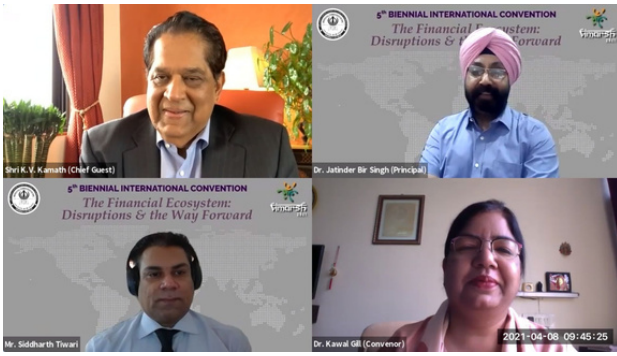 5th BIENNIAL INTERNATIONAL CONVENTION
The Financial Ecosystem:
Disruptions & the Way Forward
Shri K.V. Kamath (Chief Guest)
Dr. Jatinder Bir Singh (Principal)
5th BIENNIAL INTERNATIONAL CONVENTION
The Financial Ecosystem:
Disruptions & the Way Forward
Mr. Siddharth Tiwari
Dr. Kawal Gill (Convenor)
2021-04-08 09:45:25